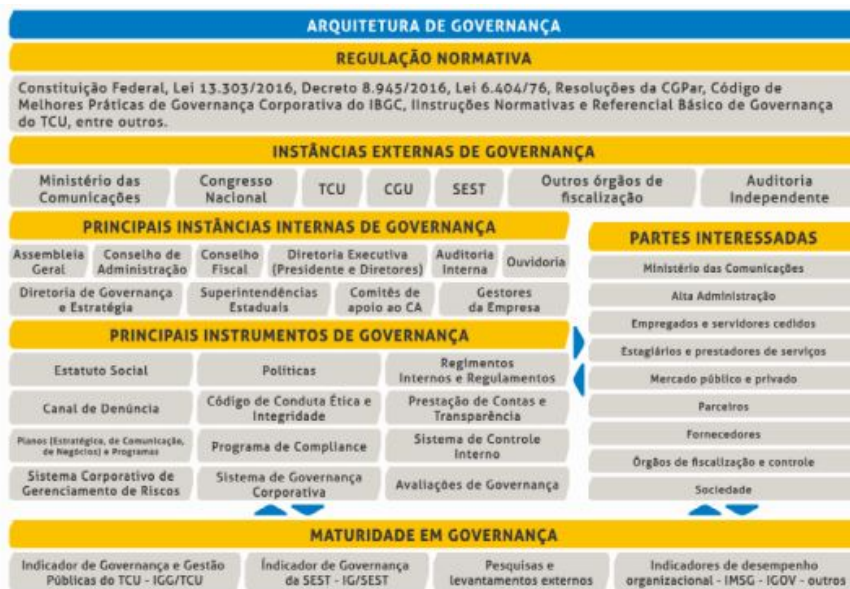 ARQUITETURA DE GOVERNANÇA
REGULAÇÃO NORMATIVA
Constituição Federal, Lei 13.303/2016, Decreto 8.945/2016, Lei 6.404/76, Resoluções da CGPar, Código de
Melhores Práticas de Governança Corporativa do IBGC, IInstruções Normativas e Referencial Básico de Governança
do TCU, entre outros.
INSTÂNCIAS EXTERNAS DE GOVERNANÇA
Ministério das
Comunicações
Congresso
Nacional
TCU
CGU
SEST
Outros órgãos de
fiscalização
Auditoria
Independente
PRINCIPAIS INSTÂNCIAS INTERNAS DE GOVERNANÇA
Assembleia
Geral
Conselho de
Administração
Conselho
Fiscal
Diretoria Executiva
(Presidente e Diretores)
Auditoria
Interna
Ouvidoria
Diretoria de Governança
e Estratégia
Superintendências
Estaduais
Comitês de
apoio ao CA
Gestores
da Empresa
PRINCIPAIS INSTRUMENTOS DE GOVERNANÇA
Estatuto Social
Políticas
Regimentos
Internos e Regulamentos
Canal de Denúncia
Código de Conduta Ética e
Integridade
Prestação de Contas e
Transparência
Planos (Estratégico, de Comunicação,
de Negócios) e Programas
Programa de Compliance
Sistema de Controle
Interno
Sistema Corporativo de
Gerenciamento de Riscos
Sistema de Governança
Corporativa
Avaliações de Governança
PARTES INTERESSADAS
Ministério das Comunicações
Alta Administração
Empregados e servidores cedidos
Estagiários e prestadores de serviços
Mercado público e privado
Parceiros
Fornecedores
Órgãos de fiscalização e controle
Sociedade
MATURIDADE EM GOVERNANÇA
Indicador de Governança e Gestão
Públicas do TCU - IGG/TCU
Índicador de Governança
da SEST - IG/SEST
Pesquisas e
levantamentos externos
Indicadores de desempenho
organizacional - IMSG - IGOV - outros